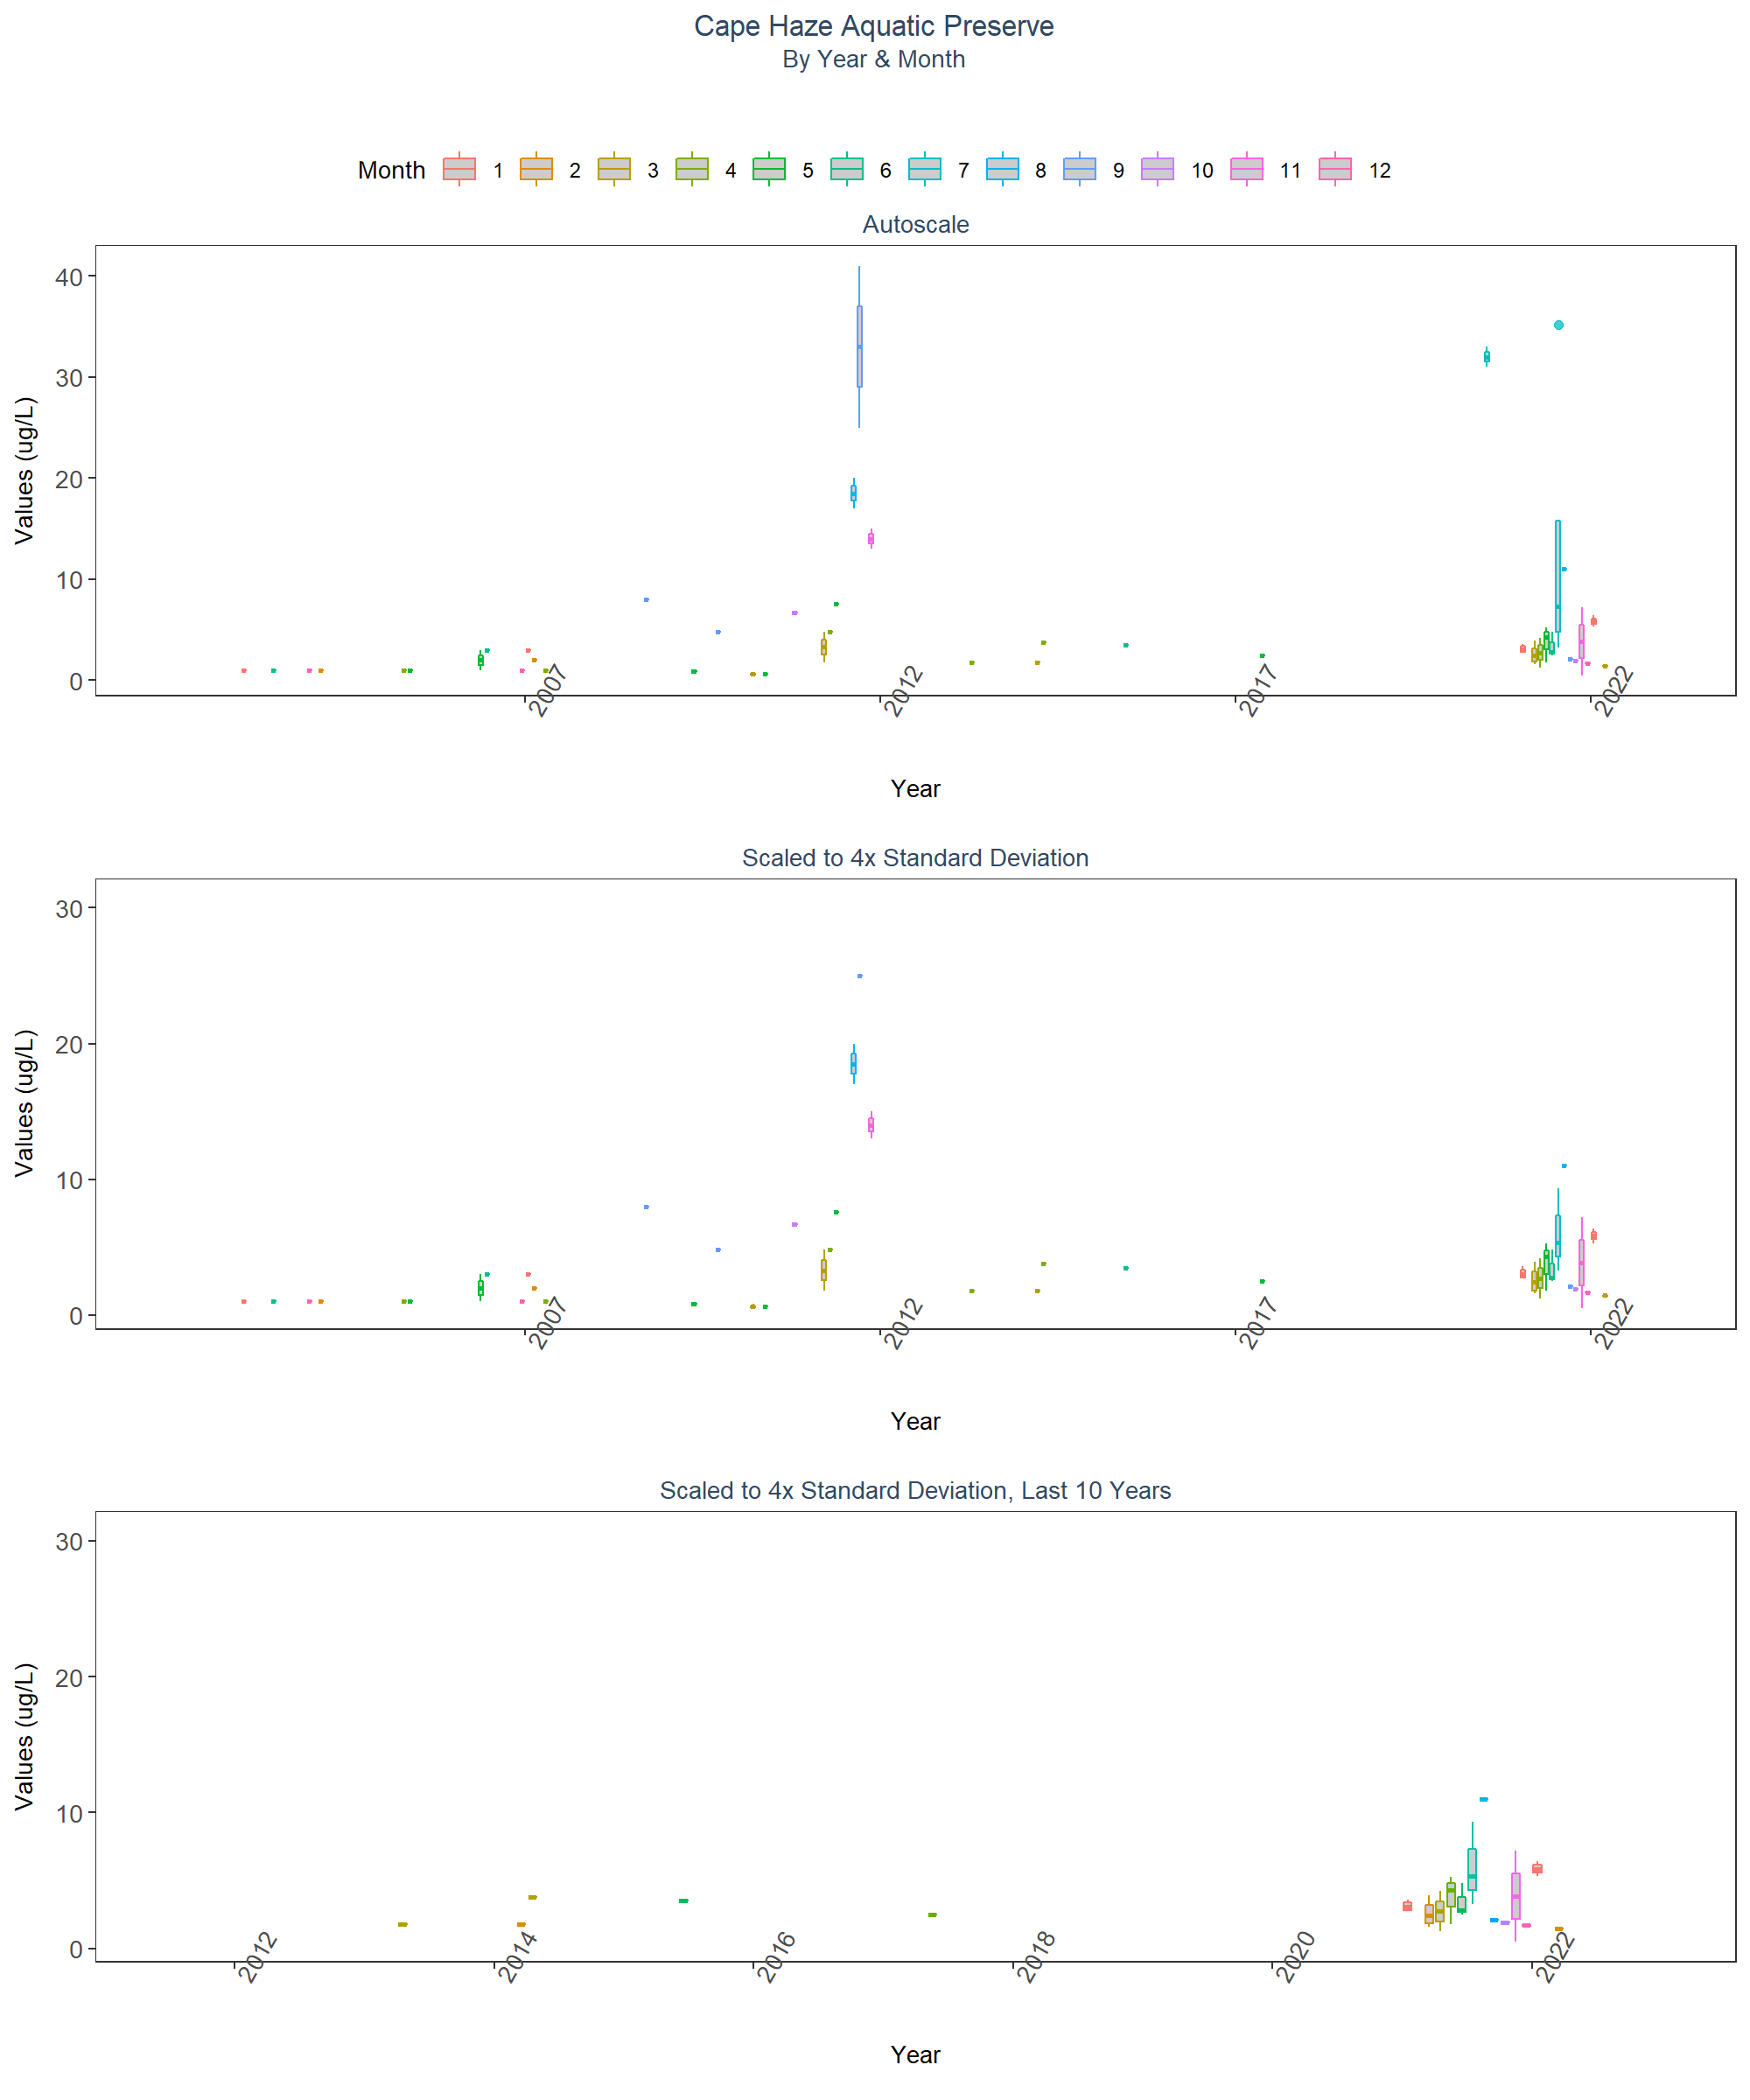 Cape Haze Aquatic Preserve
By Year & Month
Month 1 2 3 4 5 6 7 8 9 10 11 12
Autoscale
Values (ug/L)
40
30
20
10
0
2007 2012 2017 2022
Year
Scaled to 4x Standard Deviation
Values (ug/L)
30
20
10
0
2007 2012 2017 2022
Year
Scaled to 4x Standard Deviation, Last 10 Years
Values (ug/L)
30
20
10
0
2012 2014 2016 2018 2020 2022
Year